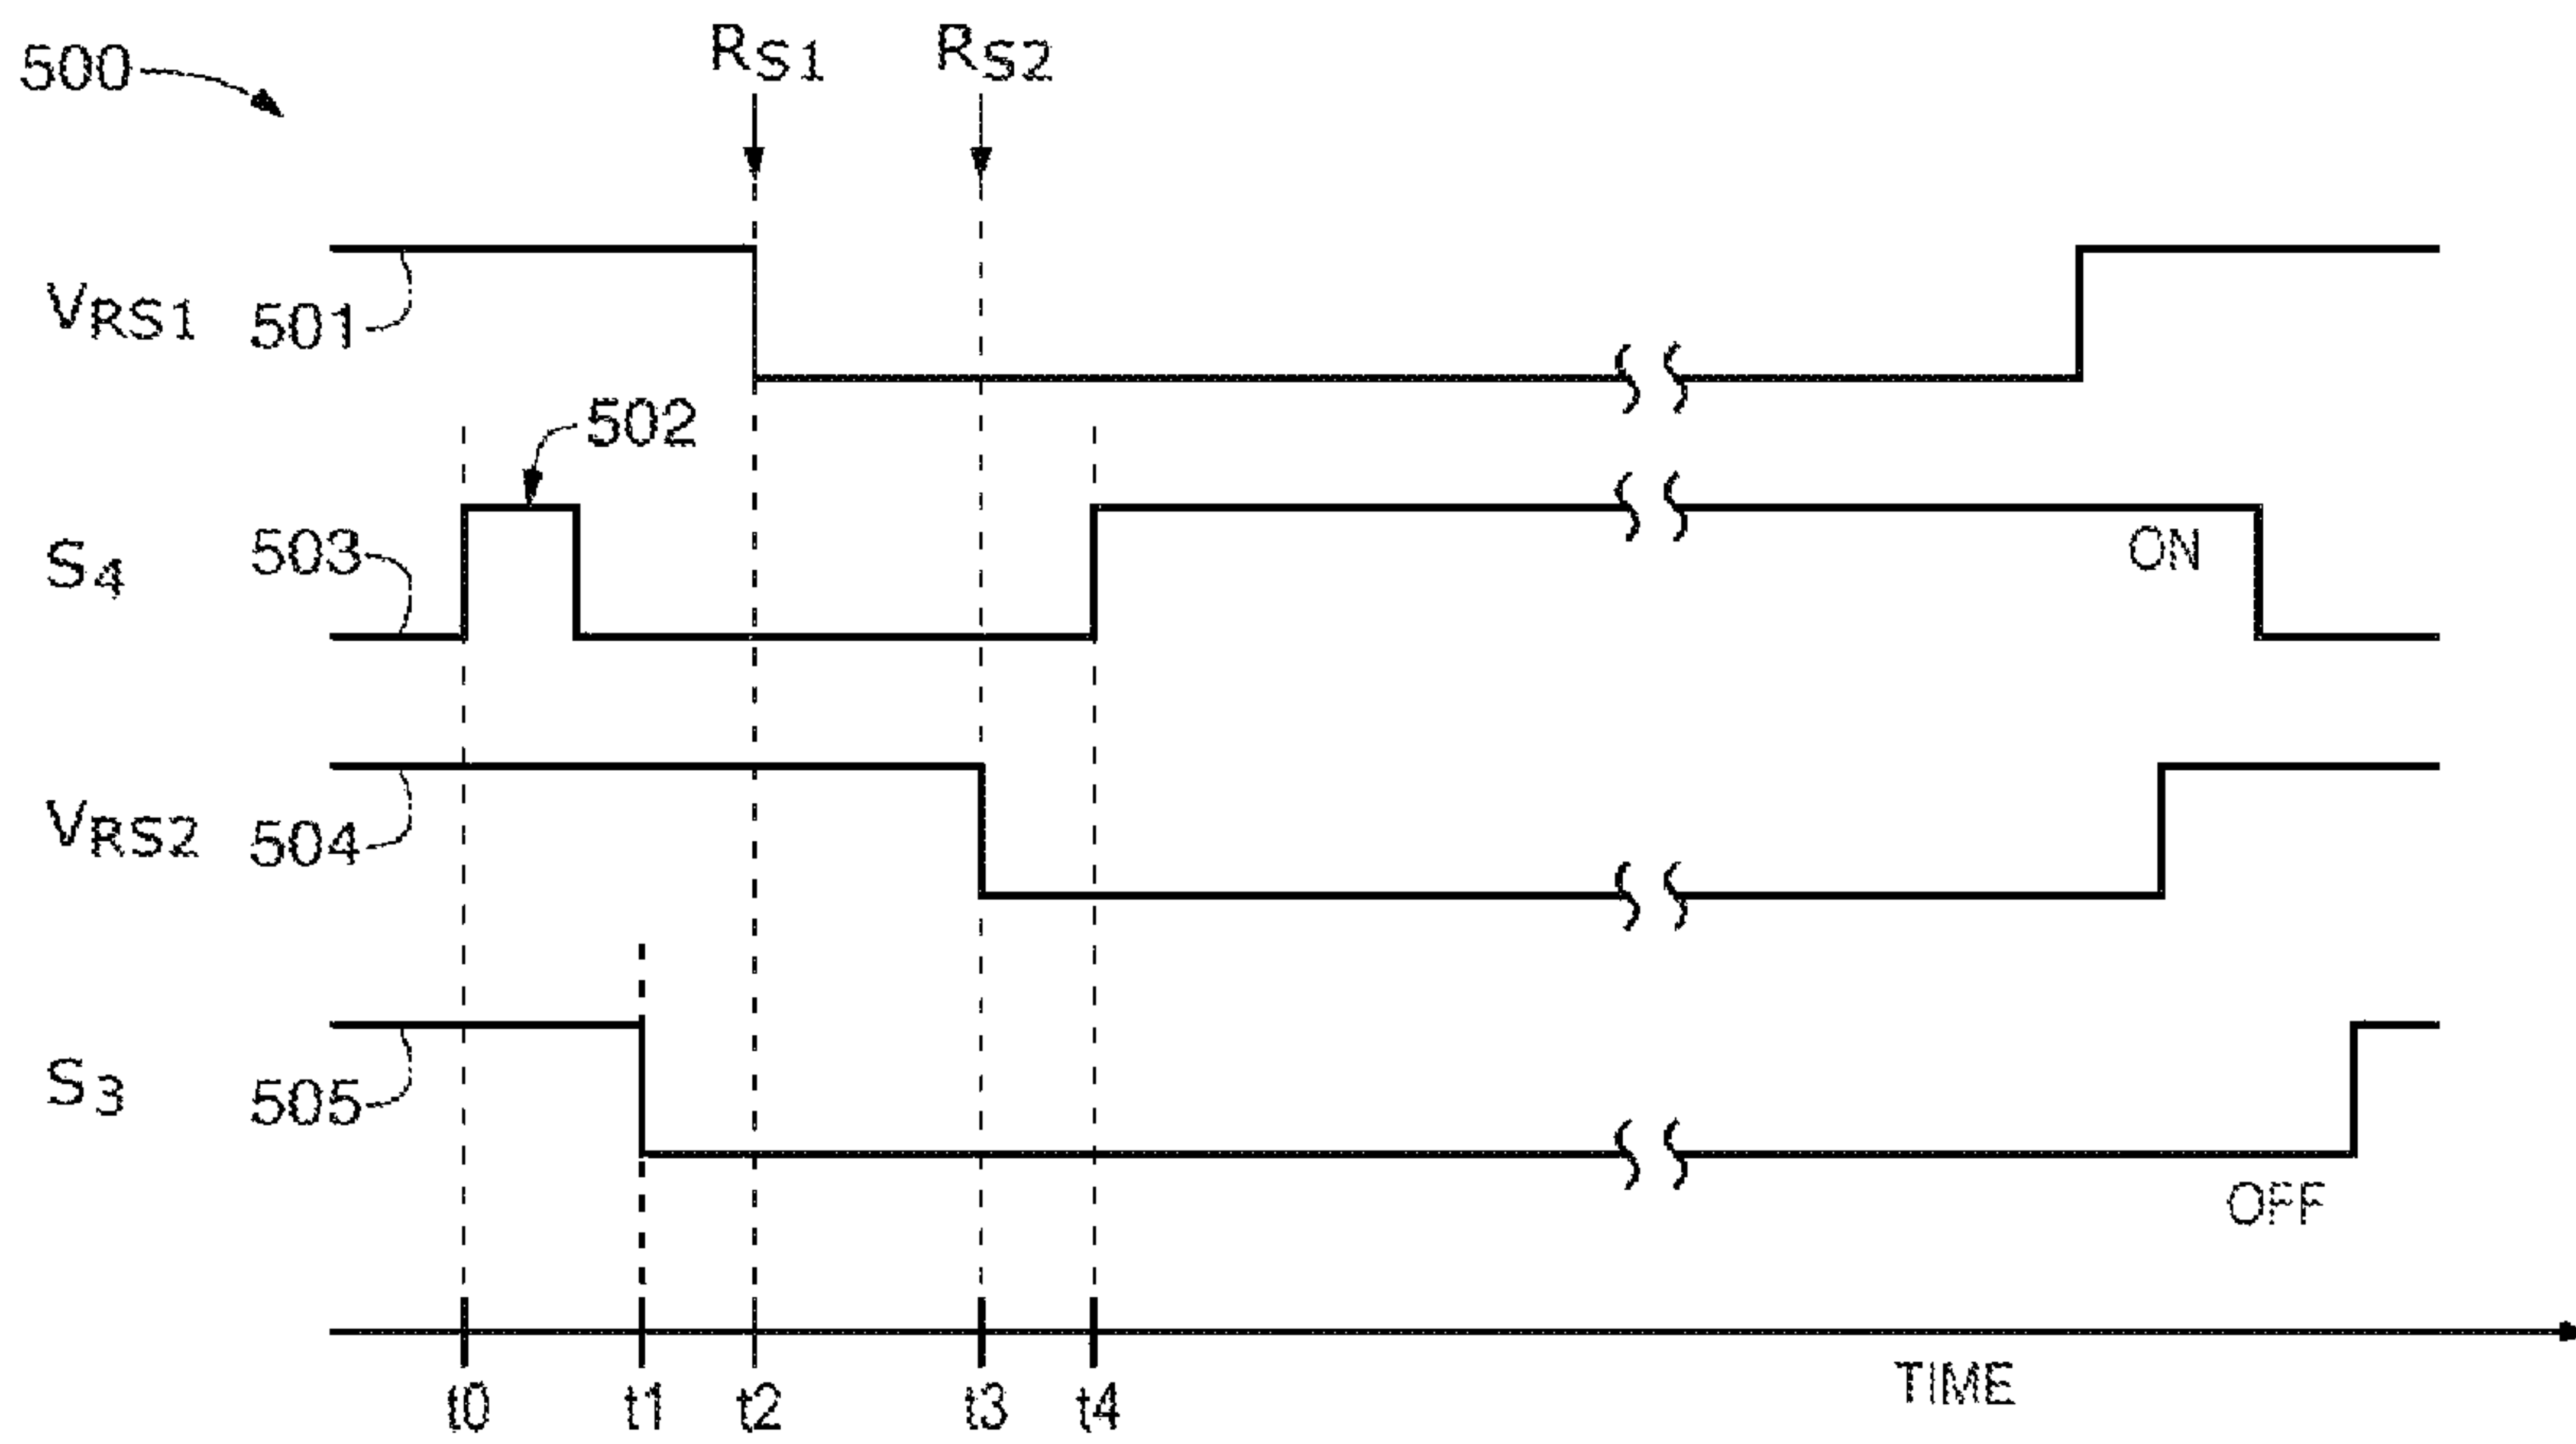 500
RS1 RS2
VRS1 501
502
S4 503 ON
VRS2 504
S3 505
OFF
t0 t1 t2 t3 t4 TIME